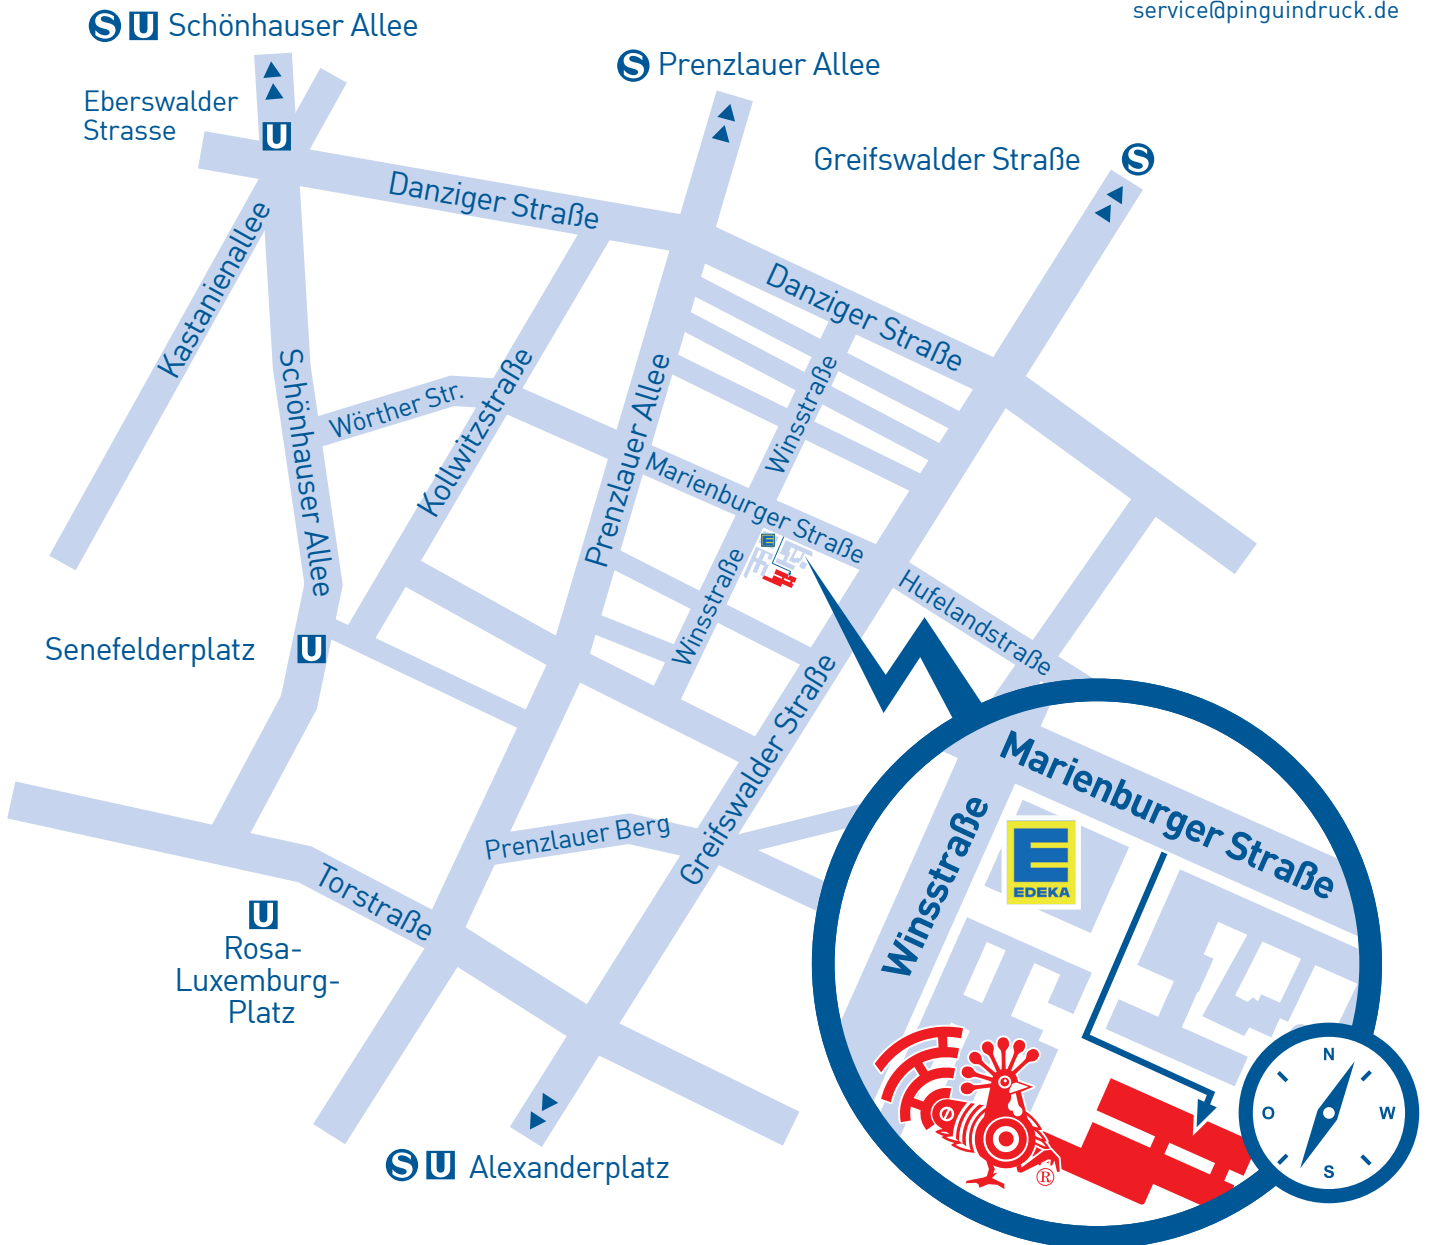 service@pinguindruck.de
S U Schönhauser Allee
S Prenzlauer Allee
Eberswalder
Strasse
U
Greifswalder Straße S
Danziger Straße
Kastanienallee
Danziger Straße
Schönhauser Allee
Wörther Str.
Kollwitzstraße
Prenzlauer Allee
Winsstraße
Marienburger Straße
E
Winsstraße
Hufelandstraße
Senefelderplatz U
Greifswalder Straße
Prenzlauer Berg
Torstraße
U
Rosa-
Luxemburg-
Platz
S U Alexanderplatz
Marienburger Straße
Winsstraße
E
EDEKA
®
N
O W
S